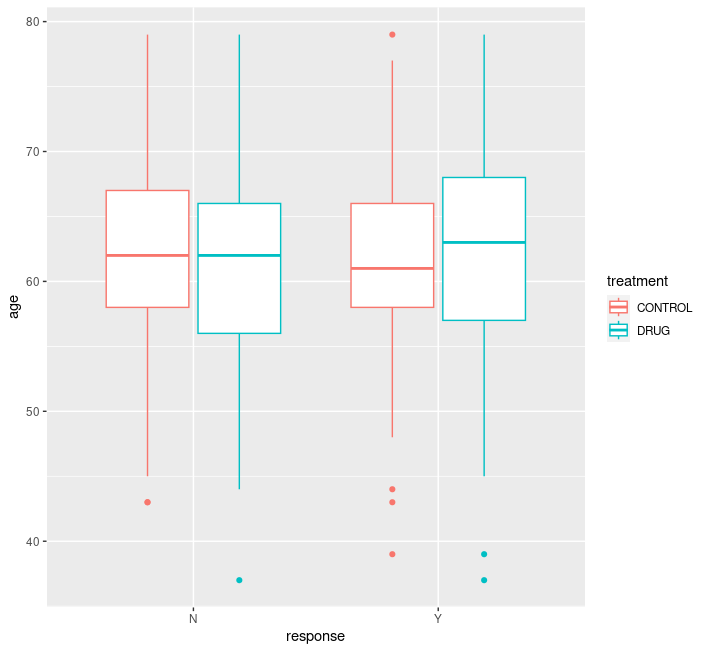 80
70
60
50
40
age
N
Y
response
treatment
CONTROL
DRUG